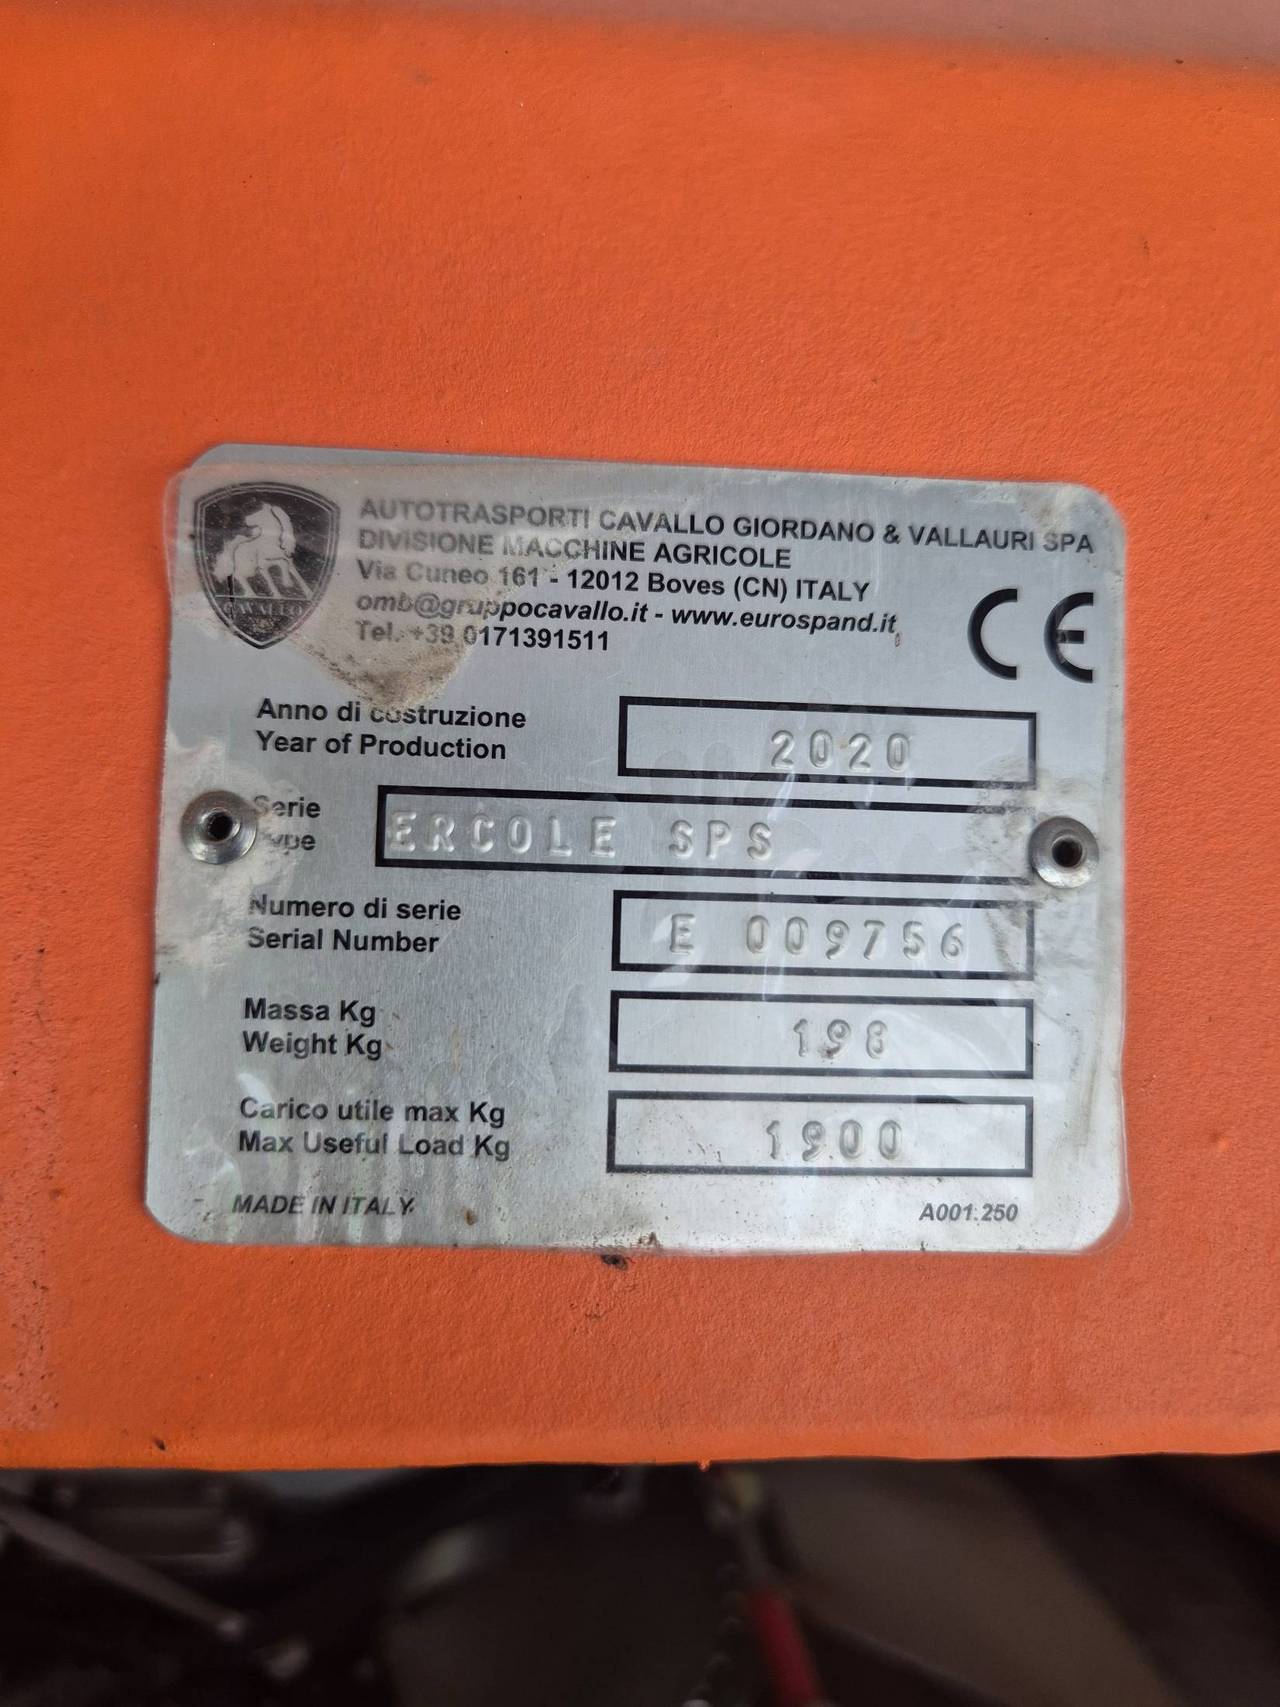 AUTOTRASPORTI CAVALLO GIORDANO & VALLAURI SPA
DIVISIONE MACCHINE AGRICOLE
Via Cuneo 161 - 12012 Boves (CN) ITALY
omb@gruppocavallo.it - www.eurospand.it
Tel. +39 0171391511
CAVALLO
CE
Anno di costruzione
Year of Production
2020
Serie
Type
ERCOLE SPS
Numero di serie
Serial Number
E 009756
Massa Kg
Weight Kg
198
Carico utile max Kg
Max Useful Load Kg
1900
MADE IN ITALY
A001.250